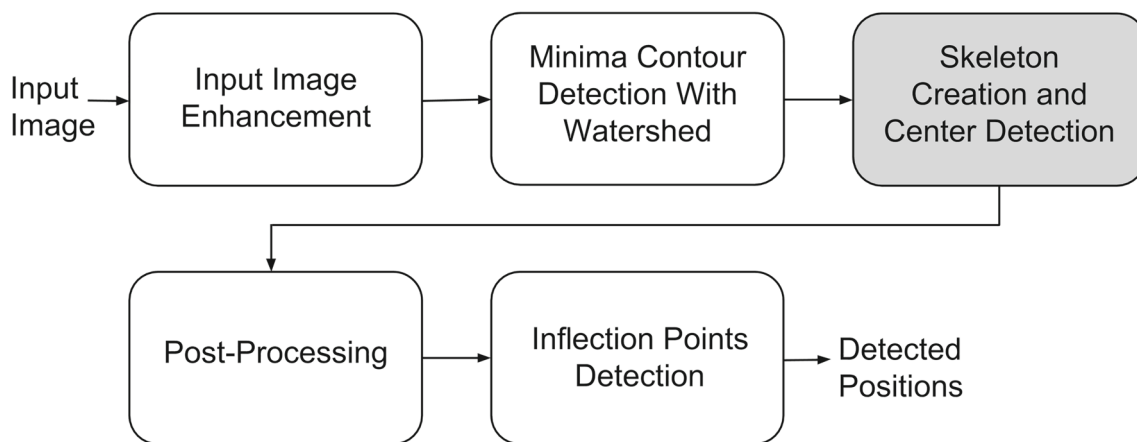 Input
Image
Input Image
Enhancement
Minima Contour
Detection With
Watershed
Skeleton
Creation and
Center Detection
Post-Processing
Inflection Points
Detection
Detected
Positions